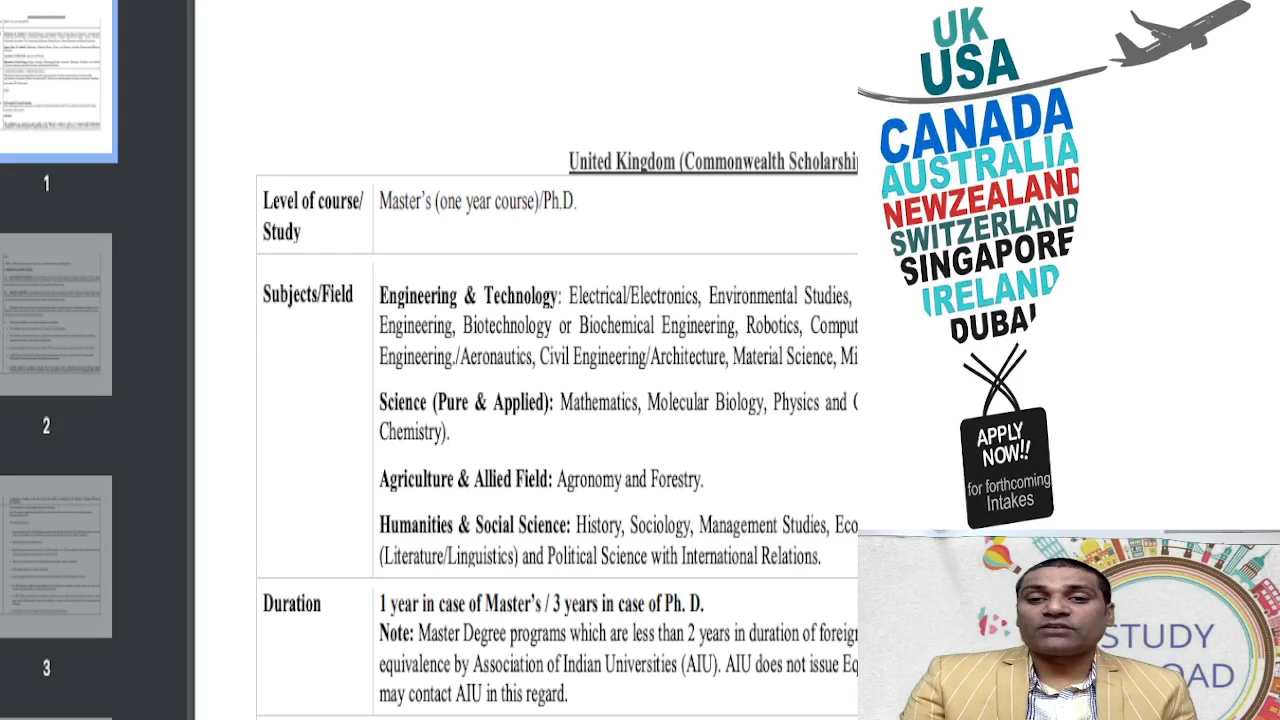 United Kingdom (Commonwealth Scholarshi
Level of course/
Study
Master's (one year course)/Ph.D.
Subjects/Field
Engineering & Technology: Electrical/Electronics, Environmental Studies,
Engineering, Biotechnology or Biochemical Engineering, Robotics, Comput
Engineering/Aeronautics, Civil Engineering/Architecture, Material Science, Mi
Science (Pure & Applied): Mathematics, Molecular Biology, Physics and C
Chemistry).
Agriculture & Allied Field: Agronomy and Forestry.
Humanities & Social Science: History, Sociology, Management Studies, Eco
(Literature/Linguistics) and Political Science with International Relations.
Duration
1 year in case of Master's / 3 years in case of Ph. D.
Note: Master Degree programs which are less than 2 years in duration of foreig
equivalence by Association of Indian Universities (AIU). AIU does not issue Eq
may contact AIU in this regard.
1
2
3
UK
USA
CANADA
AUSTRALIA
NEWZEALAND
SWITZERLAND
SINGAPORE
IRELAND
DUBAI
APPLY
NOW!!
for forthcoming
Intakes
STUDY
OAD